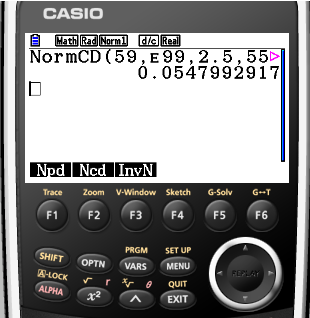 CASIO
Math Rad Norm1 d/c Real
NormCD(59,E99,2.5,55
0.0547992917
Npd Ncd InvN
Trace Zoom V-Window Sketch G-Solv G↔T
F1 F2 F3 F4 F5 F6
PRGM SET UP
SHIFT OPTN VARS MENU
A-LOCK √ r ˣ√ θ QUIT
ALPHA x² ^ EXIT
REPLAY